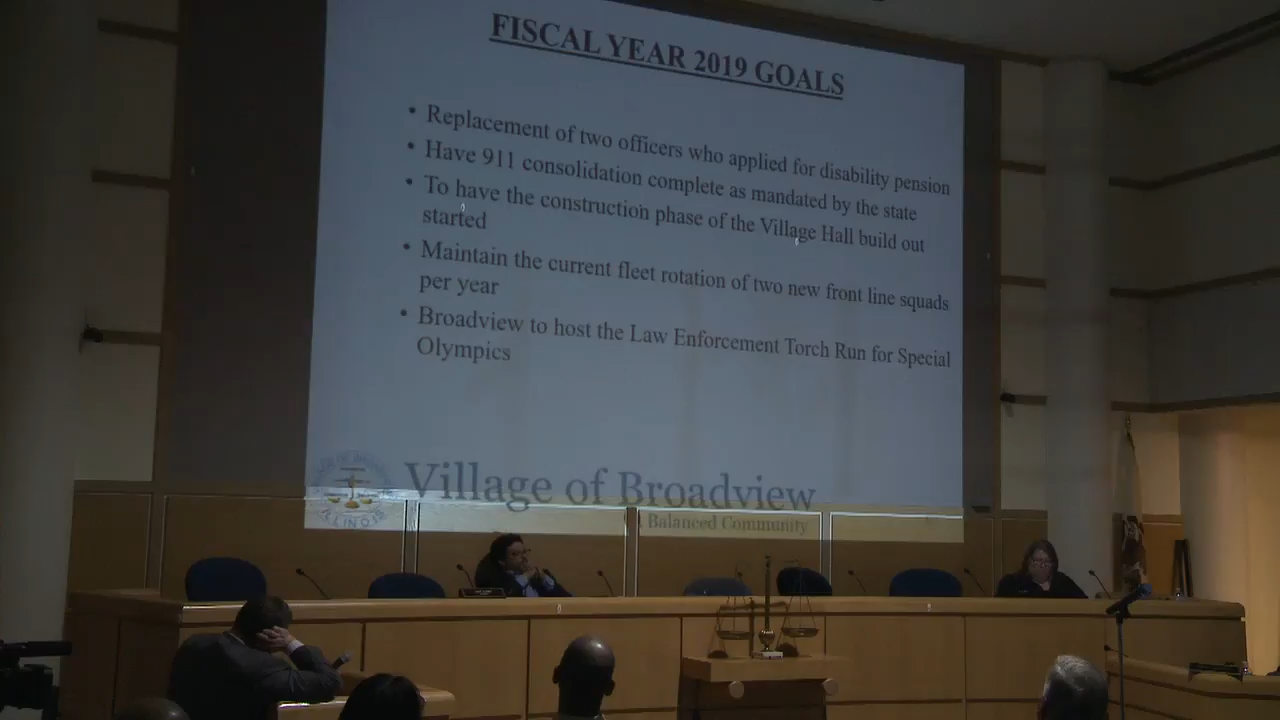 FISCAL YEAR 2019 GOALS
• Replacement of two officers who applied for disability pension
• Have 911 consolidation complete as mandated by the state
• To have the construction phase of the Village Hall build out
started
• Maintain the current fleet rotation of two new front line squads
per year
• Broadview to host the Law Enforcement Torch Run for Special
Olympics
Village of Broadview
Balanced Community
ILLINOIS